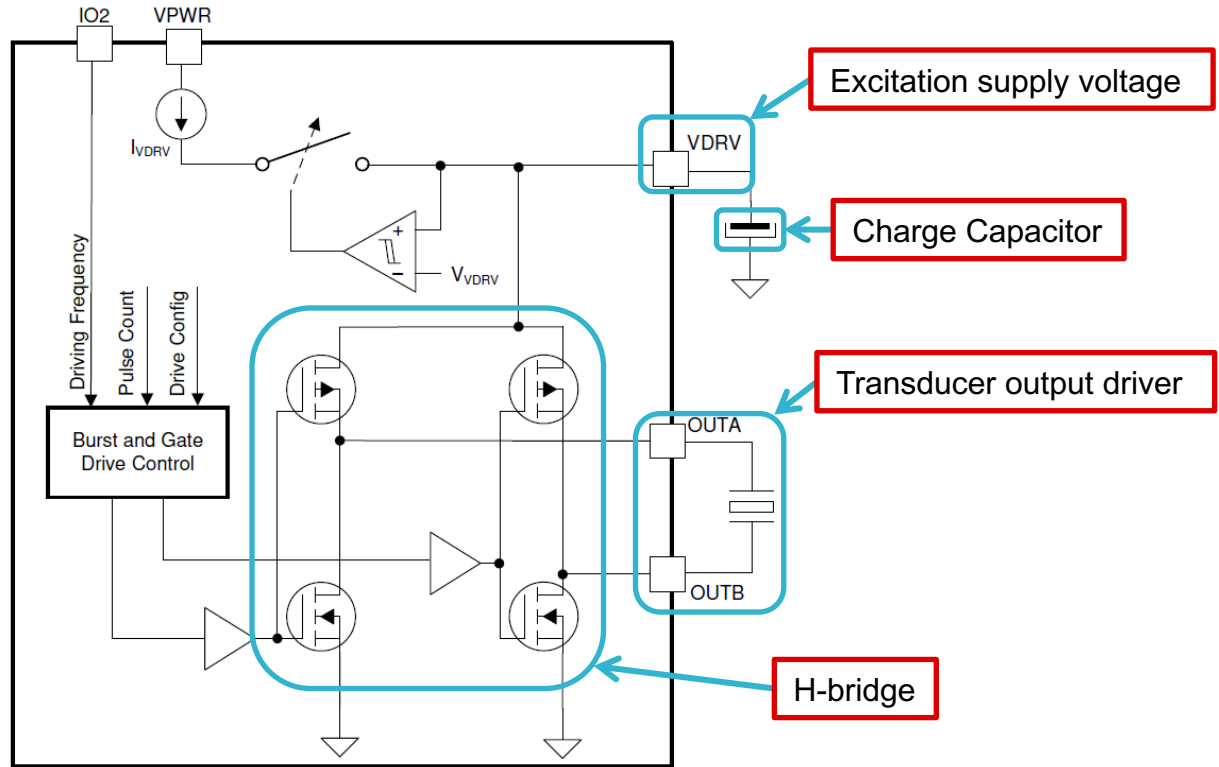 IO2
VPWR
Excitation supply voltage
IVDRV
VDRV
Charge Capacitor
+
−
VVDRV
Driving Frequency
Pulse Count
Drive Config
Transducer output driver
OUTA
Burst and Gate
Drive Control
OUTB
H-bridge